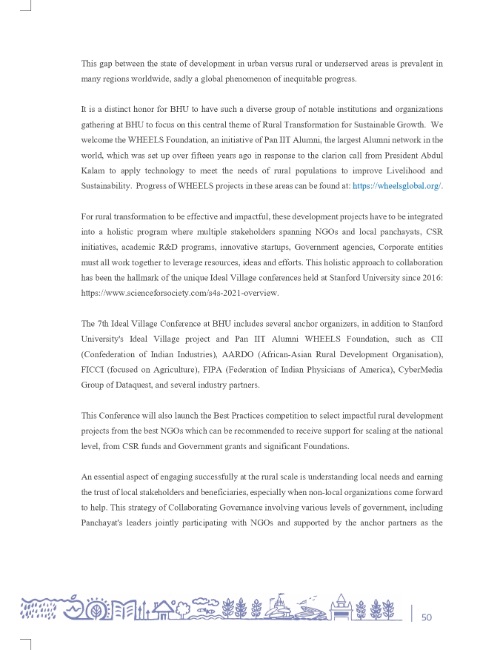 This gap between the state of development in urban versus rural or underserved areas is prevalent in
many regions worldwide, sadly a global phenomenon of inequitable progress.
It is a distinct honor for BHU to have such a diverse group of notable institutions and organizations
gathering at BHU to focus on this central theme of Rural Transformation for Sustainable Growth. We
welcome the WHEELS Foundation, an initiative of Pan IIT Alumni, the largest Alumni network in the
world, which was set up over fifteen years ago in response to the clarion call from President Abdul
Kalam to apply technology to meet the needs of rural populations to improve Livelihood and
Sustainability. Progress of WHEELS projects in these areas can be found at: https://wheelsglobal.org/.
For rural transformation to be effective and impactful, these development projects have to be integrated
into a holistic program where multiple stakeholders spanning NGOs and local panchayats, CSR
initiatives, academic R&D programs, innovative startups, Government agencies, Corporate entities
must all work together to leverage resources, ideas and efforts. This holistic approach to collaboration
has been the hallmark of the unique Ideal Village conferences held at Stanford University since 2016:
https://www.scienceforsociety.com/s4s-2021-overview.
The 7th Ideal Village Conference at BHU includes several anchor organizers, in addition to Stanford
University's Ideal Village project and Pan IIT Alumni WHEELS Foundation, such as CII
(Confederation of Indian Industries), AARDO (African-Asian Rural Development Organisation),
FICCI (focused on Agriculture), FIPA (Federation of Indian Physicians of America), CyberMedia
Group of Dataquest, and several industry partners.
This Conference will also launch the Best Practices competition to select impactful rural development
projects from the best NGOs which can be recommended to receive support for scaling at the national
level, from CSR funds and Government grants and significant Foundations.
An essential aspect of engaging successfully at the rural scale is understanding local needs and earning
the trust of local stakeholders and beneficiaries, especially when non-local organizations come forward
to help. This strategy of Collaborating Governance involving various levels of government, including
Panchayat's leaders jointly participating with NGOs and supported by the anchor partners as the
50